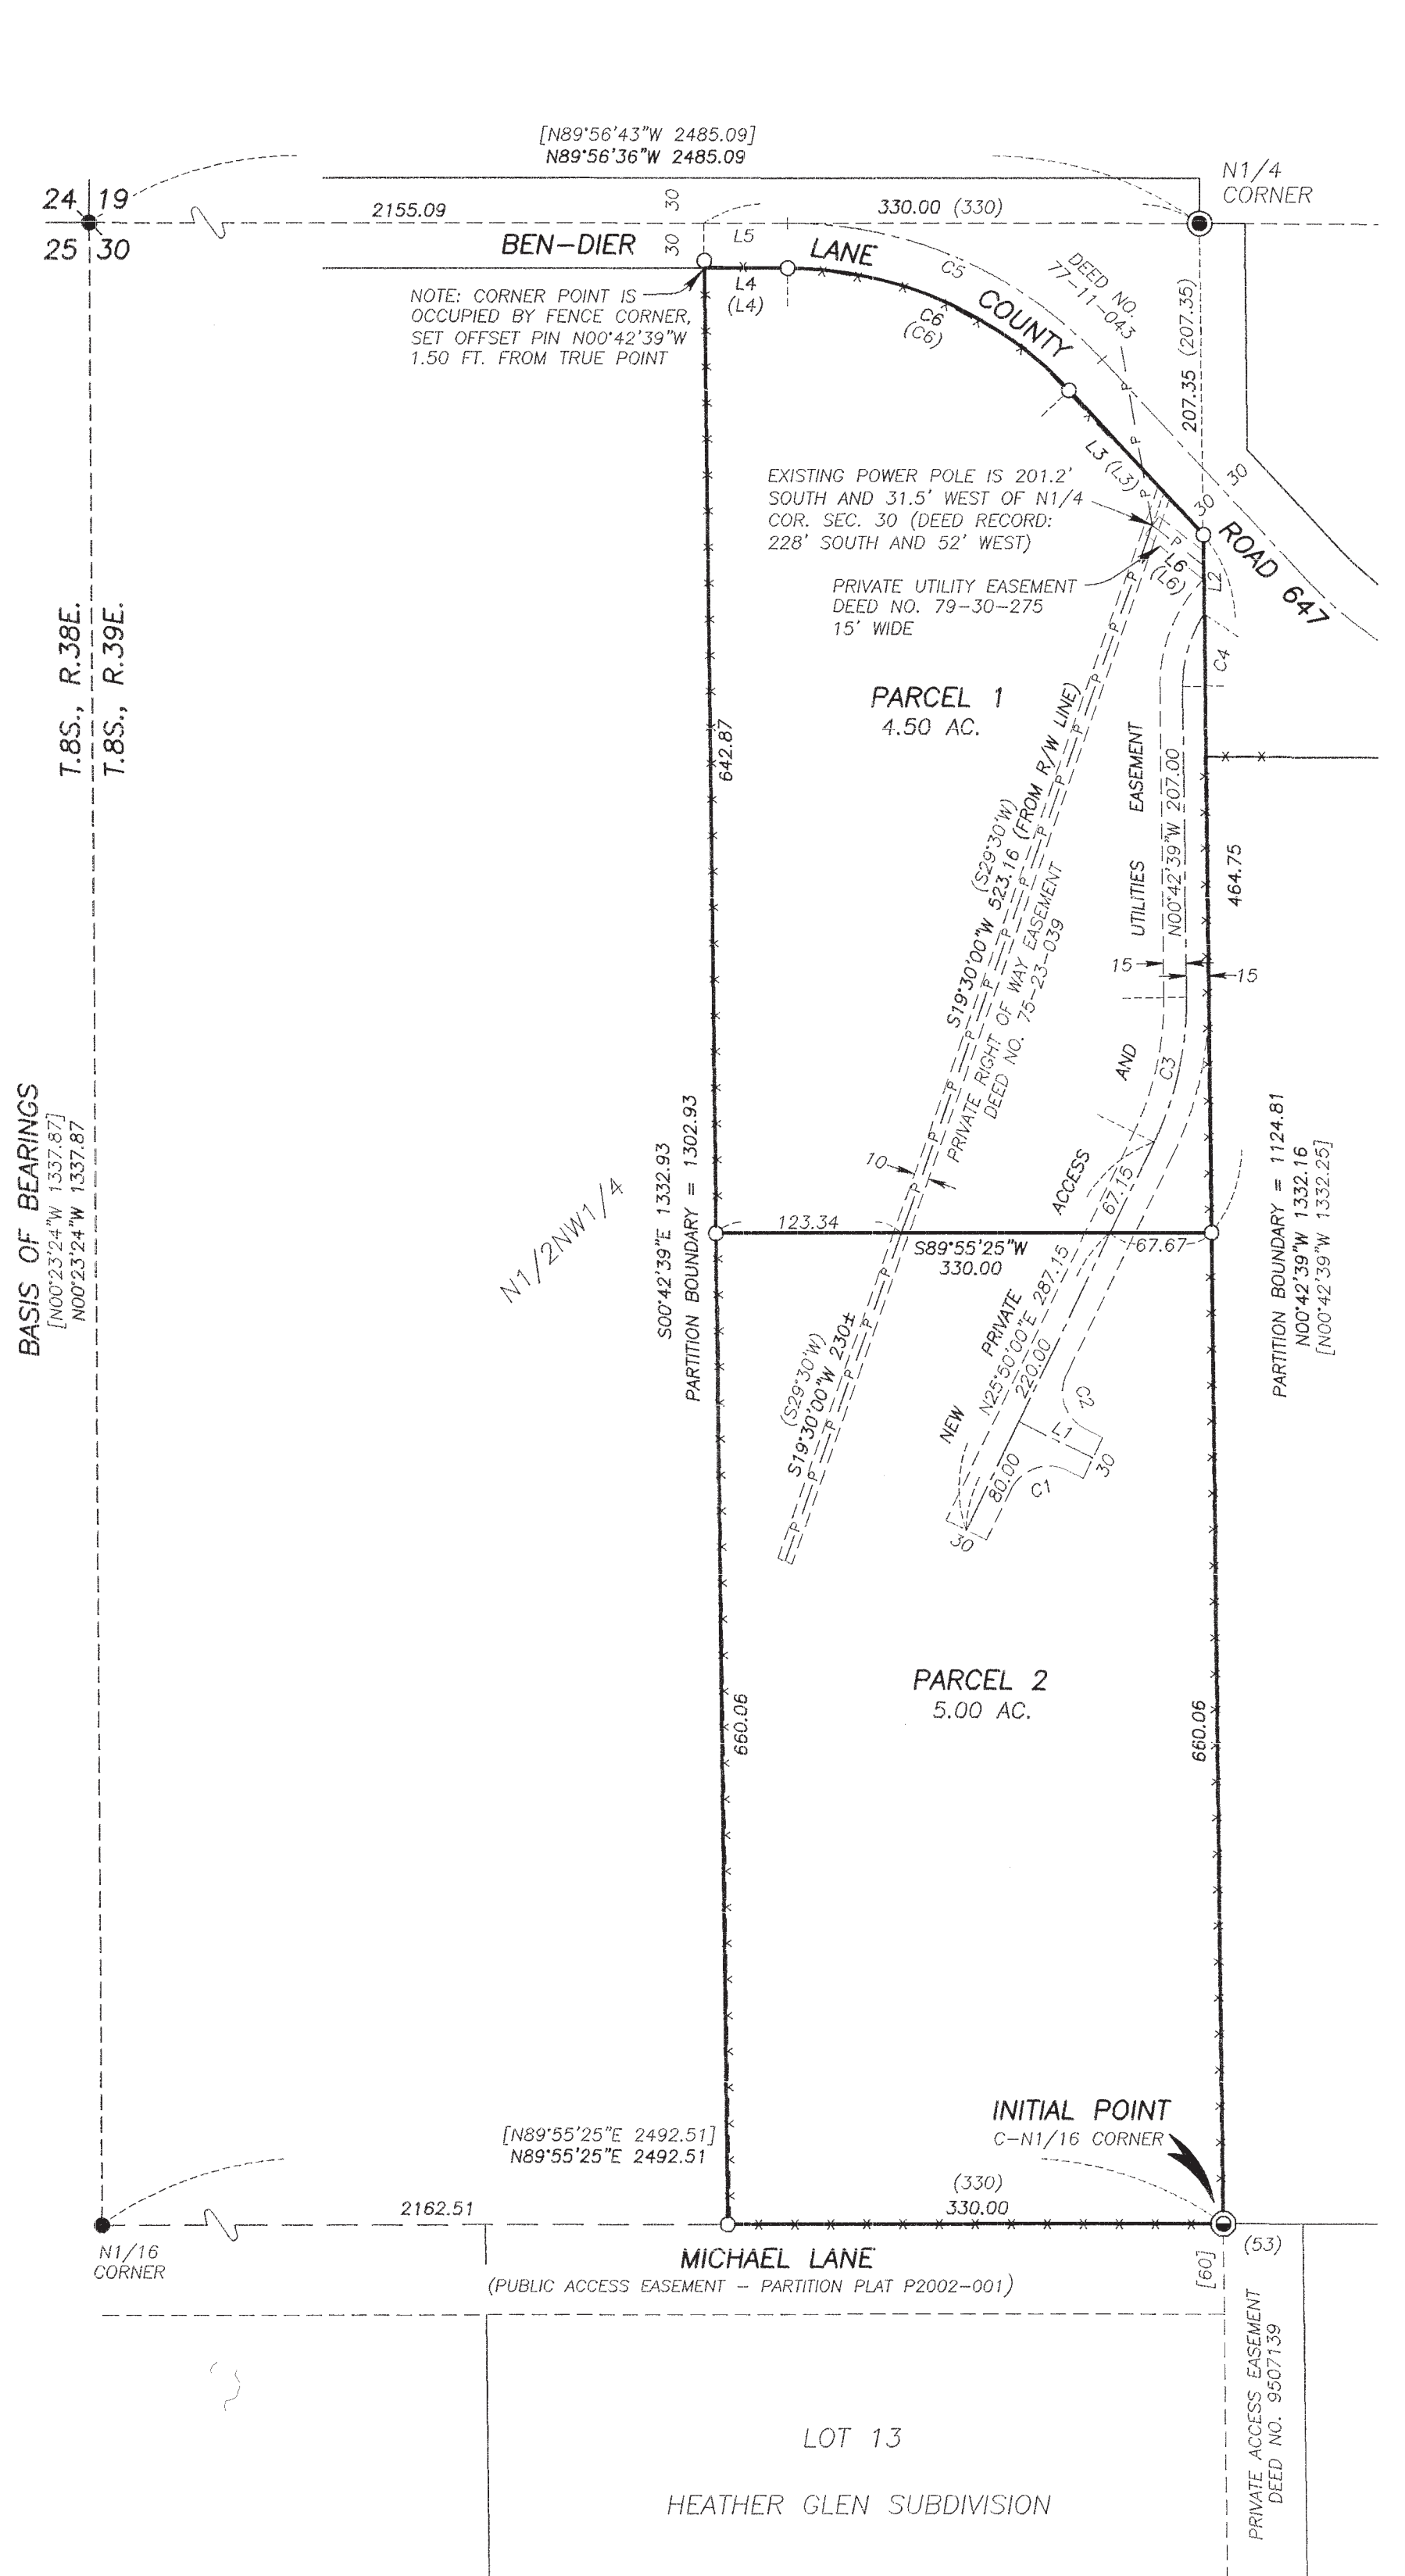 [N89°56'43"W 2485.09]
N89°56'36"W 2485.09
N1/4
CORNER
24 19
25 30
2155.09
30
30
330.00 (330)
BEN-DIER LANE
L5
L4
(L4)
C5
C6
(C6)
COUNTY ROAD 647
DEED NO.
77-11-043
207.35 (207.35)
NOTE: CORNER POINT IS
OCCUPIED BY FENCE CORNER,
SET OFFSET PIN N00°42'39"W
1.50 FT. FROM TRUE POINT
L3 (L3)
30
30
EXISTING POWER POLE IS 201.2'
SOUTH AND 31.5' WEST OF N1/4
COR. SEC. 30 (DEED RECORD:
228' SOUTH AND 52' WEST)
P
L6
(L6)
L2
PRIVATE UTILITY EASEMENT
DEED NO. 79-30-275
15' WIDE
C4
T.8S., R.38E.
T.8S., R.39E.
PARCEL 1
4.50 AC.
642.87
(S29°30'W)
S19°30'00"W 523.16 (FROM R/W LINE)
PRIVATE RIGHT OF WAY EASEMENT
DEED NO. 75-23-039
NEW PRIVATE ACCESS AND UTILITIES EASEMENT
N00°42'39"W 207.00
464.75
15
15
C3
10
67.15
BASIS OF BEARINGS
[N00°23'24"W 1337.87]
N00°23'24"W 1337.87
N1/2NW1/4
S00°42'39"E 1332.93
PARTITION BOUNDARY = 1302.93
PARTITION BOUNDARY = 1124.81
N00°42'39"W 1332.16
[N00°42'39"W 1332.25]
123.34
S89°55'25"W
330.00
67.67
(S29°30'W)
S19°30'00"W 230±
N25°50'00"E 287.15
220.00
C2
L1
30
80.00
C1
30
PARCEL 2
5.00 AC.
660.06
660.06
INITIAL POINT
C-N1/16 CORNER
[N89°55'25"E 2492.51]
N89°55'25"E 2492.51
2162.51
(330)
330.00
N1/16
CORNER
MICHAEL LANE
(PUBLIC ACCESS EASEMENT - PARTITION PLAT P2002-001)
[60]
(53)
PRIVATE ACCESS EASEMENT
DEED NO. 9507139
LOT 13
HEATHER GLEN SUBDIVISION